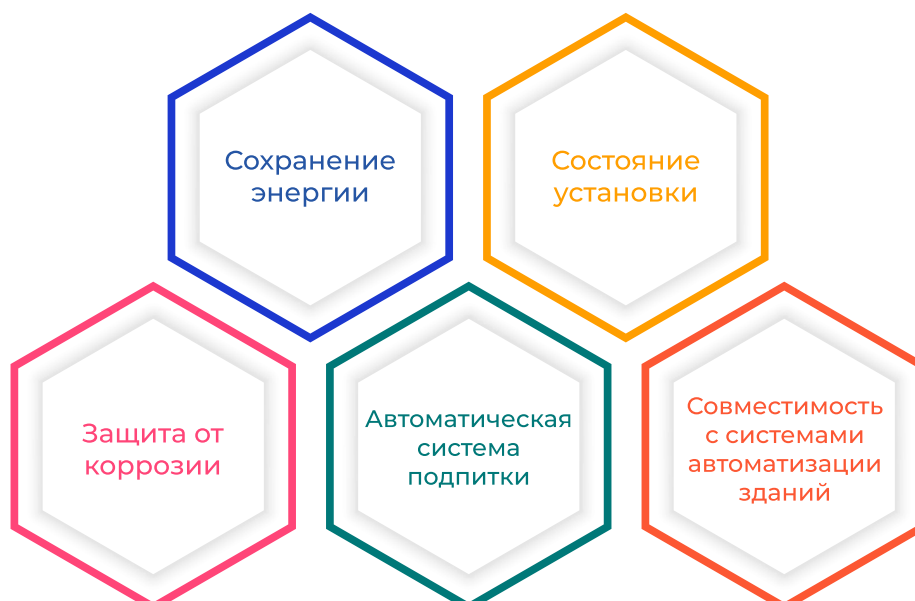 Сохранение
энергии
Состояние
установки
Защита от
коррозии
Автоматическая
система
подпитки
Совместимость
с системами
автоматизации
зданий